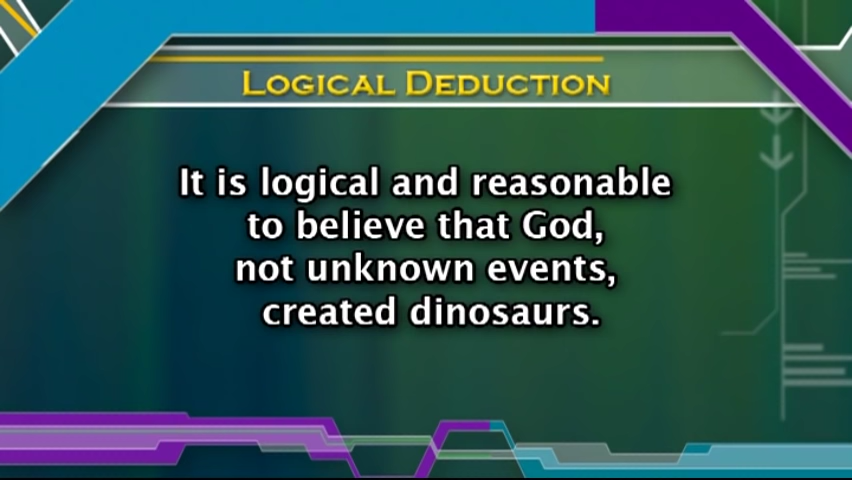 LOGICAL DEDUCTION
It is logical and reasonable
to believe that God,
not unknown events,
created dinosaurs.